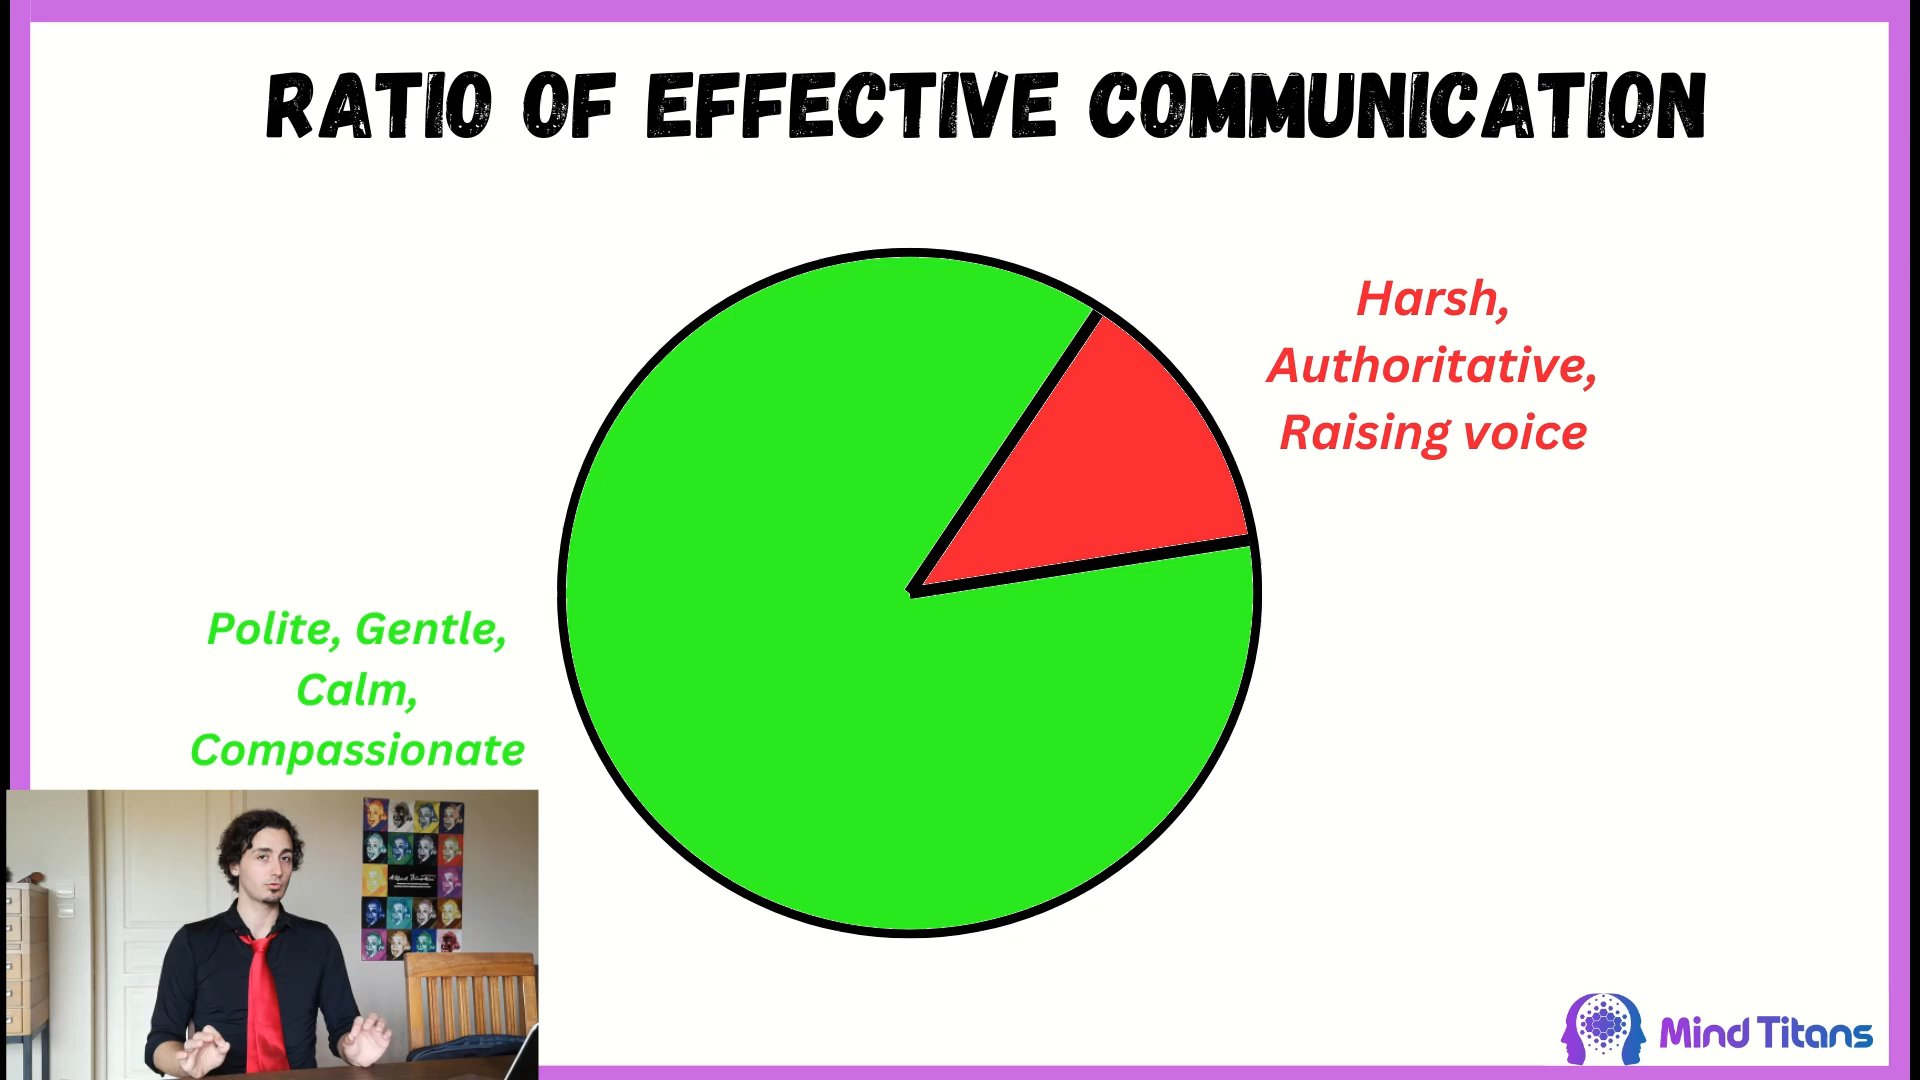 RATIO OF EFFECTIVE COMMUNICATION
Harsh,
Authoritative,
Raising voice
Polite, Gentle,
Calm,
Compassionate
Mind Titans